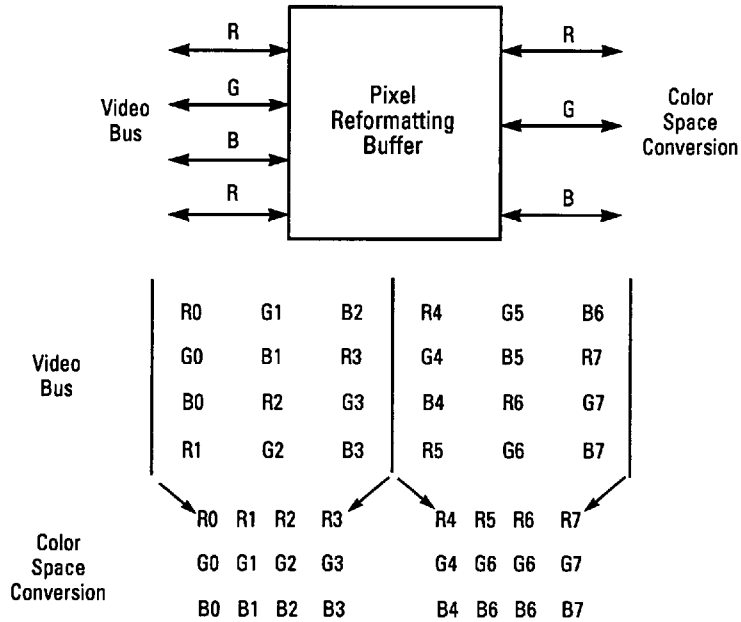 R
R
G
Video
Bus
Pixel
Reformatting
Buffer
G
Color
Space
Conversion
B
R
B
R0 G1 B2 R4 G5 B6
Video
Bus
G0 B1 R3 G4 B5 R7
B0 R2 G3 B4 R6 G7
R1 G2 B3 R5 G6 B7
R0 R1 R2 R3 R4 R5 R6 R7
Color
Space
Conversion
G0 G1 G2 G3 G4 G6 G6 G7
B0 B1 B2 B3 B4 B6 B6 B7